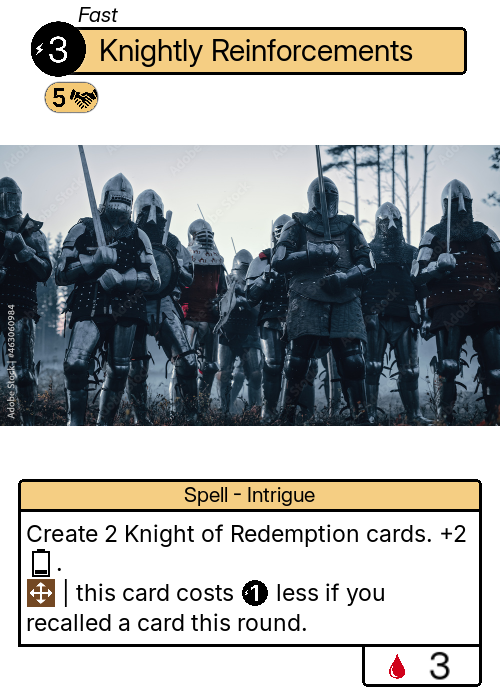 Fast
3 Knightly Reinforcements
5
Adobe Stock | #463060984
Spell - Intrigue
Create 2 Knight of Redemption cards. +2
.
| this card costs 1 less if you
recalled a card this round.
3